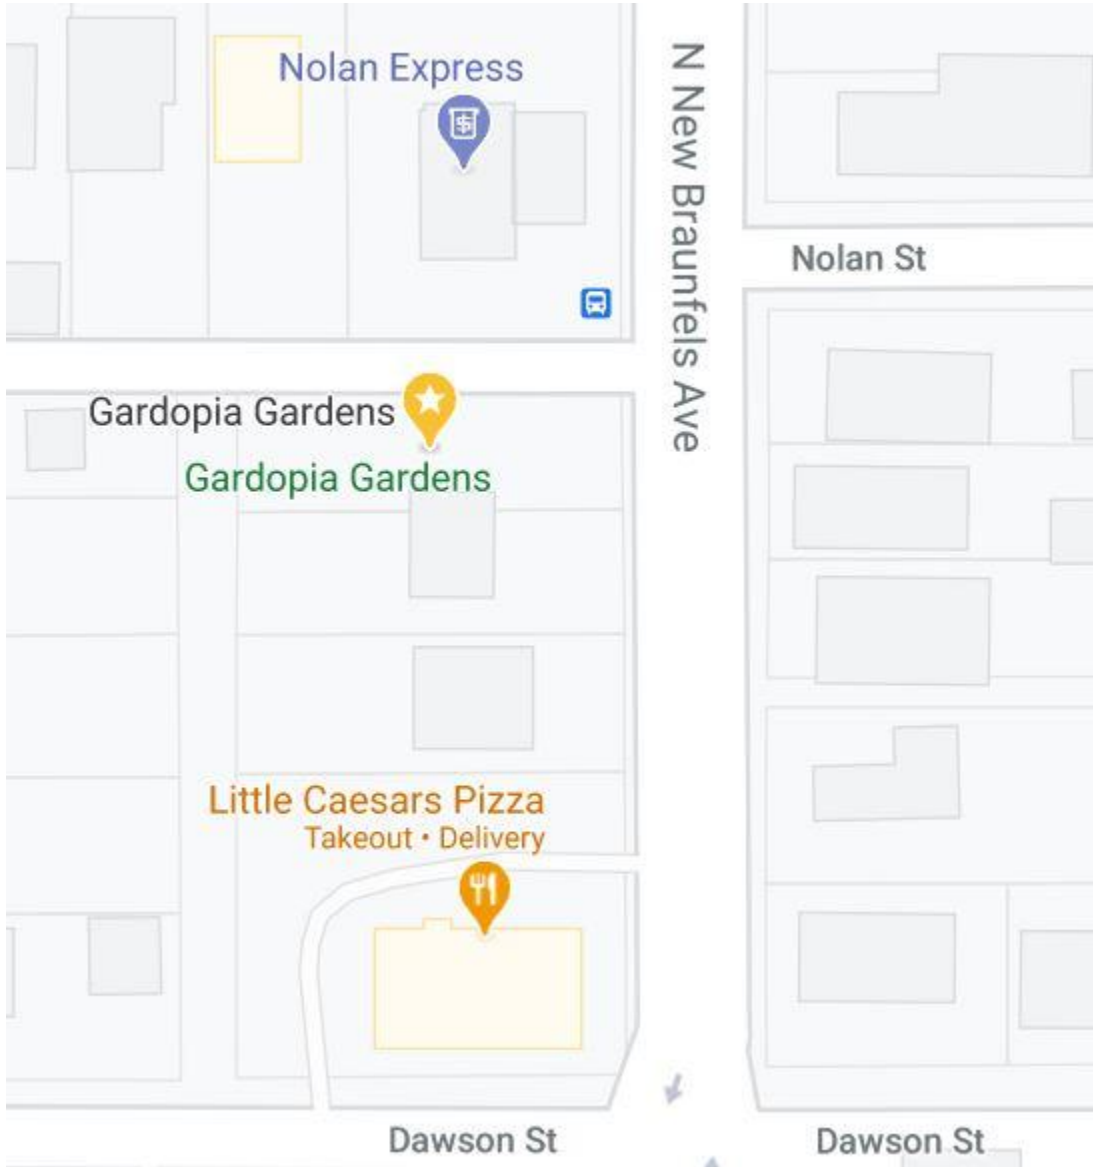 Nolan Express
N New Braunfels Ave
Nolan St
Gardopia Gardens
Gardopia Gardens
Little Caesars Pizza
Takeout • Delivery
Dawson St
Dawson St